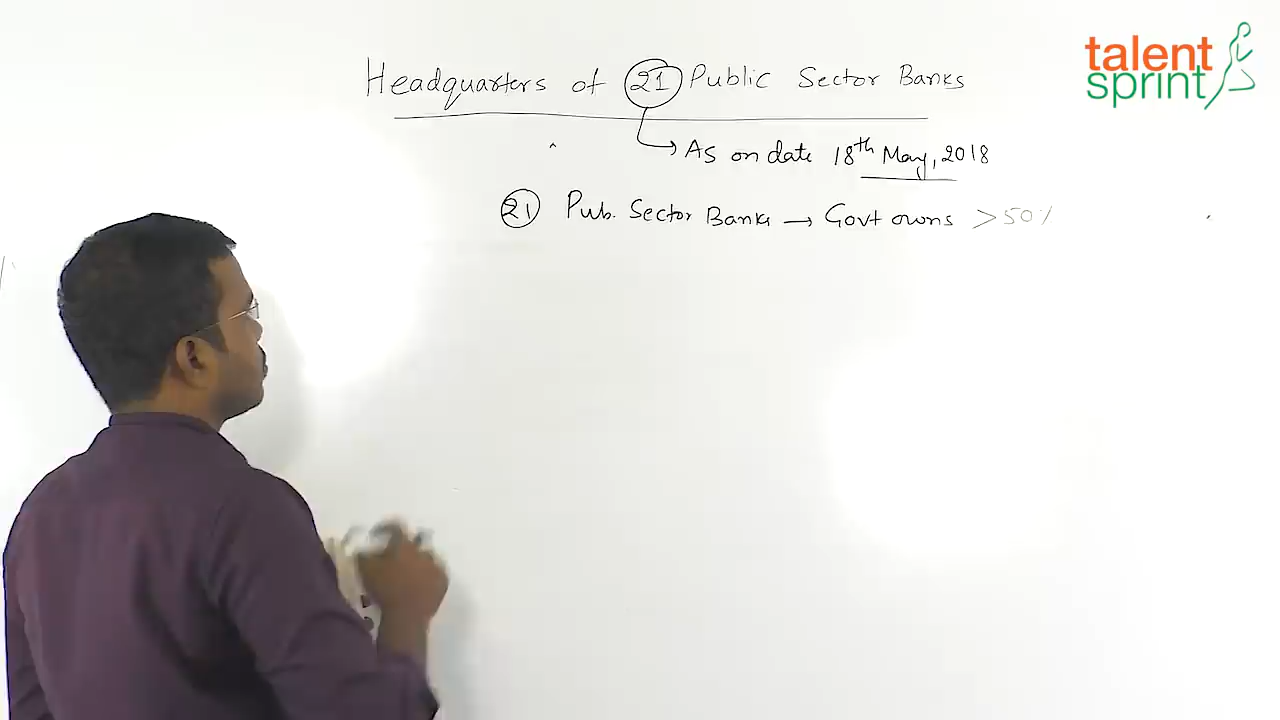 talent
sprint
Headquarters of 21 Public Sector Banks
As on date 18th May, 2018
21 Pub. Sector Banks → Govt owns >50%